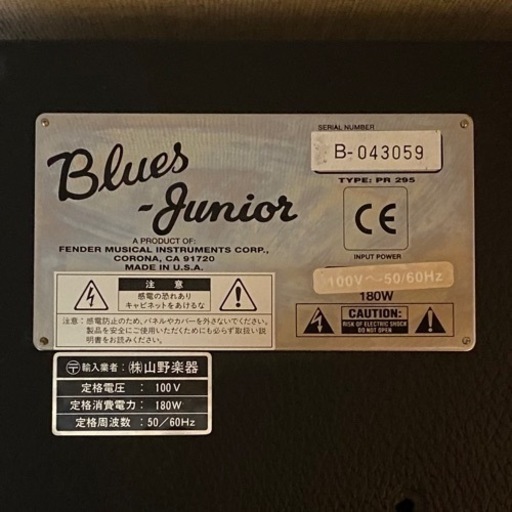 Blues
-Junior
A PRODUCT OF:
FENDER MUSICAL INSTRUMENTS CORP.,
CORONA, CA 91720
MADE IN U.S.A.
SERIAL NUMBER
B-043059
TYPE: PR 295
CE
INPUT POWER
100V～50/60Hz
180W
注 意
感電の恐れあり
キャビネットをあけるな
注意：感電防止のため、パネルやカバーを外さないでください。
製品を安全にご使用いただくためにも必らず取扱い説
明書をお読みください。
CAUTION:
RISK OF ELECTRIC SHOCK
DO NOT OPEN
〒輸入業者：㈱山野楽器
定格電圧：100V
定格消費電力：180W
定格周波数：50／60Hz